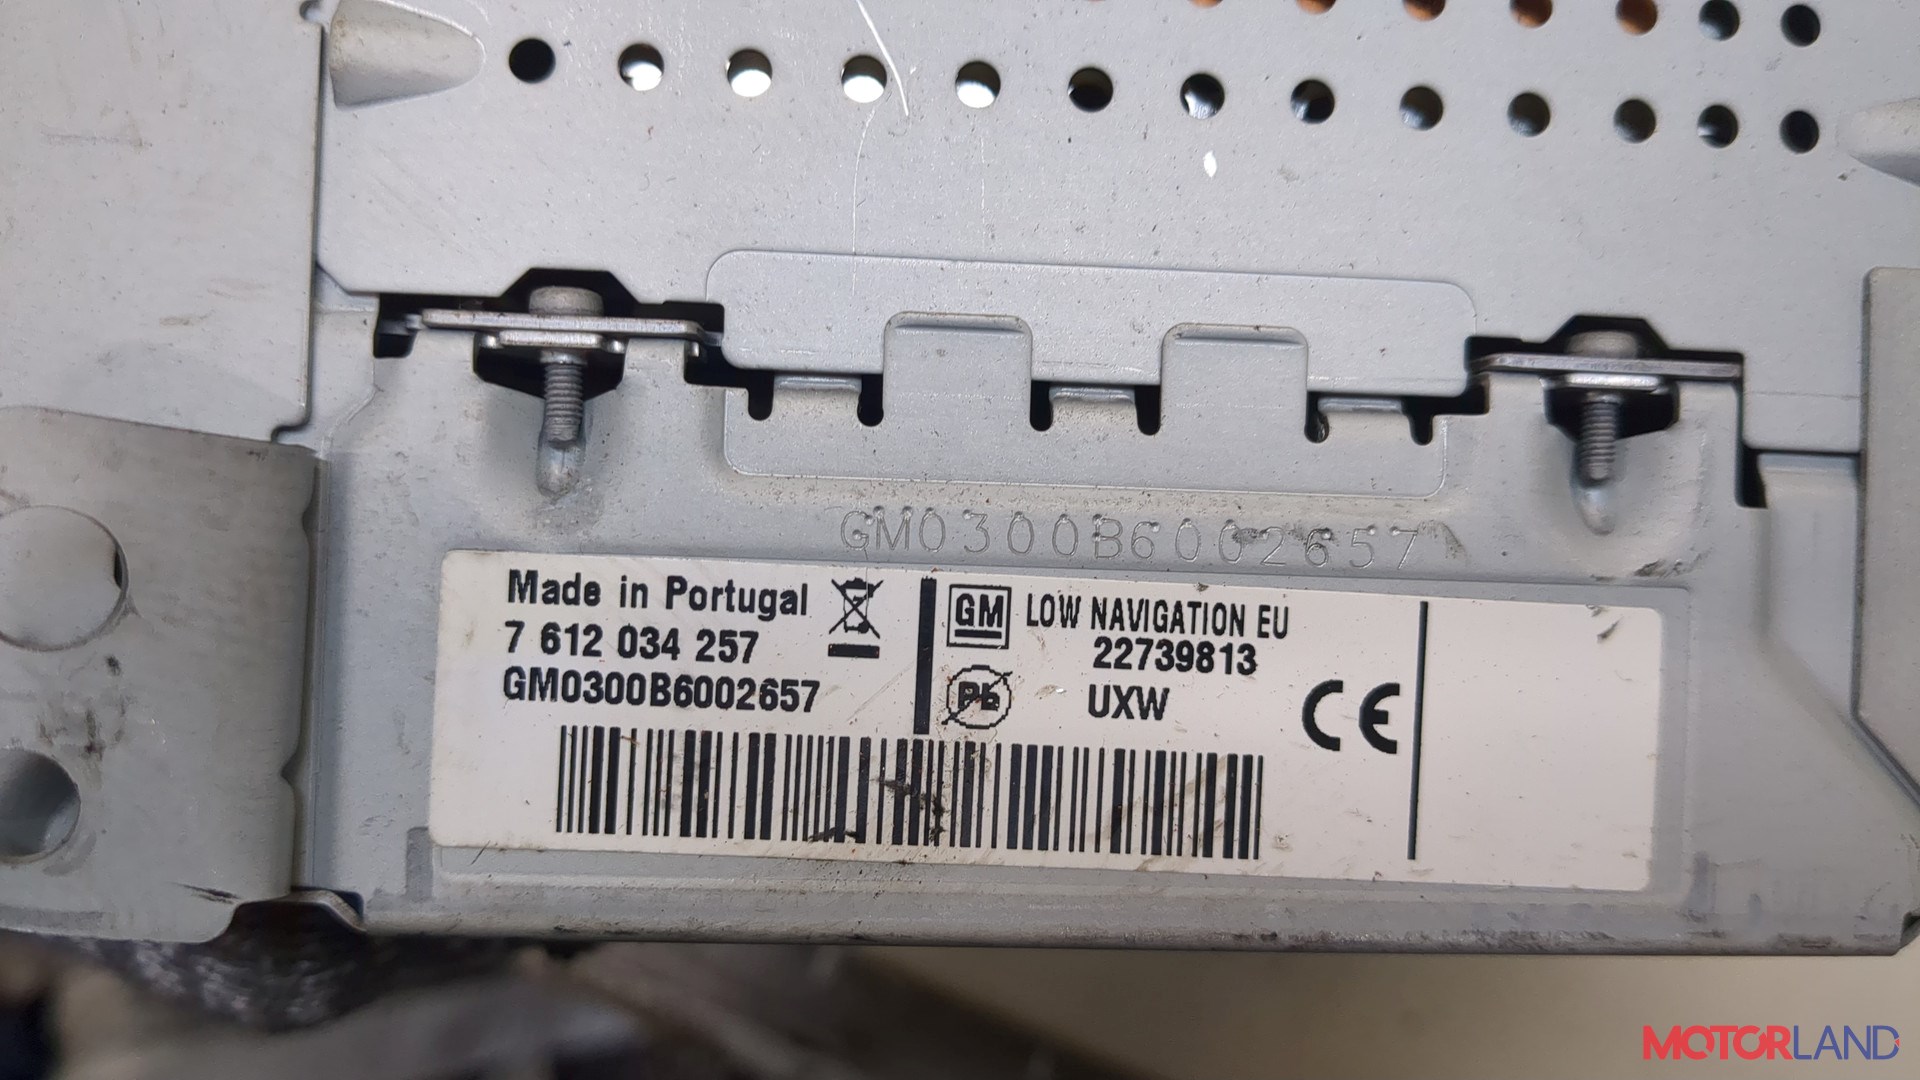 GM0300B6002657
Made in Portugal
7 612 034 257
GM0300B6002657
GM LOW NAVIGATION EU
22739813
Pb UXW
CE
MOTORLAND